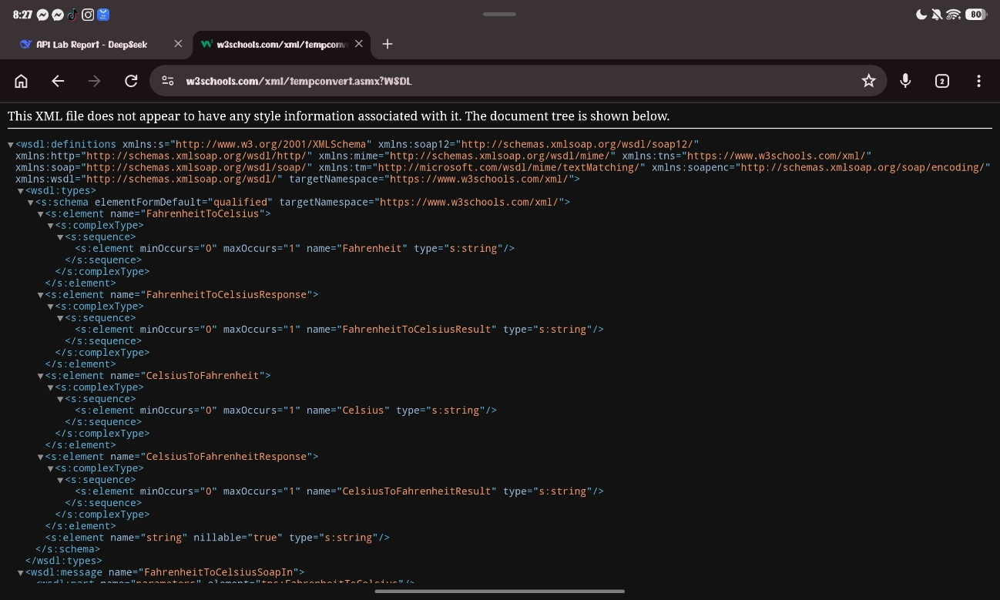 8:27
80
API Lab Report - DeepSeek
w3schools.com/xml/tempconv
w3schools.com/xml/tempconvert.asmx?WSDL
2
This XML file does not appear to have any style information associated with it. The document tree is shown below.
▼<wsdl:definitions xmlns:s="http://www.w3.org/2001/XMLSchema" xmlns:soap12="http://schemas.xmlsoap.org/wsdl/soap12/"
xmlns:http="http://schemas.xmlsoap.org/wsdl/http/" xmlns:mime="http://schemas.xmlsoap.org/wsdl/mime/" xmlns:tns="https://www.w3schools.com/xml/"
xmlns:soap="http://schemas.xmlsoap.org/wsdl/soap/" xmlns:tm="http://microsoft.com/wsdl/mime/textMatching/" xmlns:soapenc="http://schemas.xmlsoap.org/soap/encoding/"
xmlns:wsdl="http://schemas.xmlsoap.org/wsdl/" targetNamespace="https://www.w3schools.com/xml/">
▼<wsdl:types>
▼<s:schema elementFormDefault="qualified" targetNamespace="https://www.w3schools.com/xml/">
▼<s:element name="FahrenheitToCelsius">
▼<s:complexType>
▼<s:sequence>
<s:element minOccurs="0" maxOccurs="1" name="Fahrenheit" type="s:string"/>
</s:sequence>
</s:complexType>
</s:element>
▼<s:element name="FahrenheitToCelsiusResponse">
▼<s:complexType>
▼<s:sequence>
<s:element minOccurs="0" maxOccurs="1" name="FahrenheitToCelsiusResult" type="s:string"/>
</s:sequence>
</s:complexType>
</s:element>
▼<s:element name="CelsiusToFahrenheit">
▼<s:complexType>
▼<s:sequence>
<s:element minOccurs="0" maxOccurs="1" name="Celsius" type="s:string"/>
</s:sequence>
</s:complexType>
</s:element>
▼<s:element name="CelsiusToFahrenheitResponse">
▼<s:complexType>
▼<s:sequence>
<s:element minOccurs="0" maxOccurs="1" name="CelsiusToFahrenheitResult" type="s:string"/>
</s:sequence>
</s:complexType>
</s:element>
<s:element name="string" nillable="true" type="s:string"/>
</s:schema>
</wsdl:types>
▼<wsdl:message name="FahrenheitToCelsiusSoapIn">
<wsdl:part name="parameters" element="tns:FahrenheitToCelsius"/>